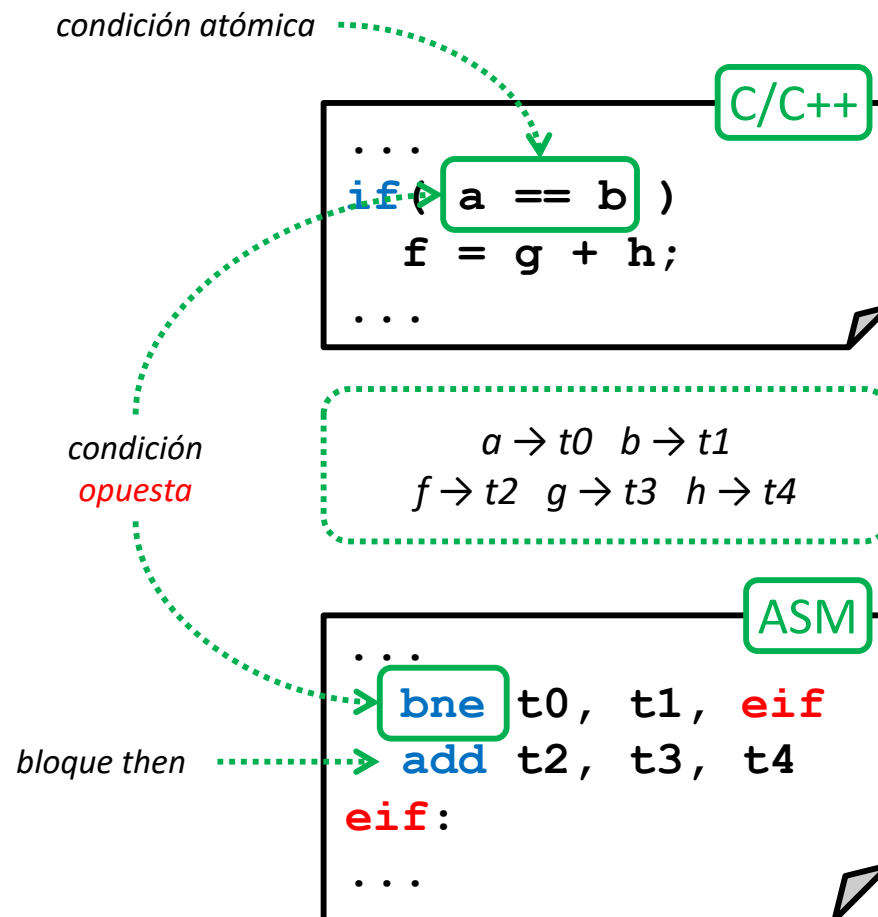 condición atómica
C/C++
...
if( a == b )
f = g + h;
...
condición
opuesta
a → t0 b → t1
f → t2 g → t3 h → t4
ASM
...
bne t0, t1, eif
bloque then
add t2, t3, t4
eif:
...